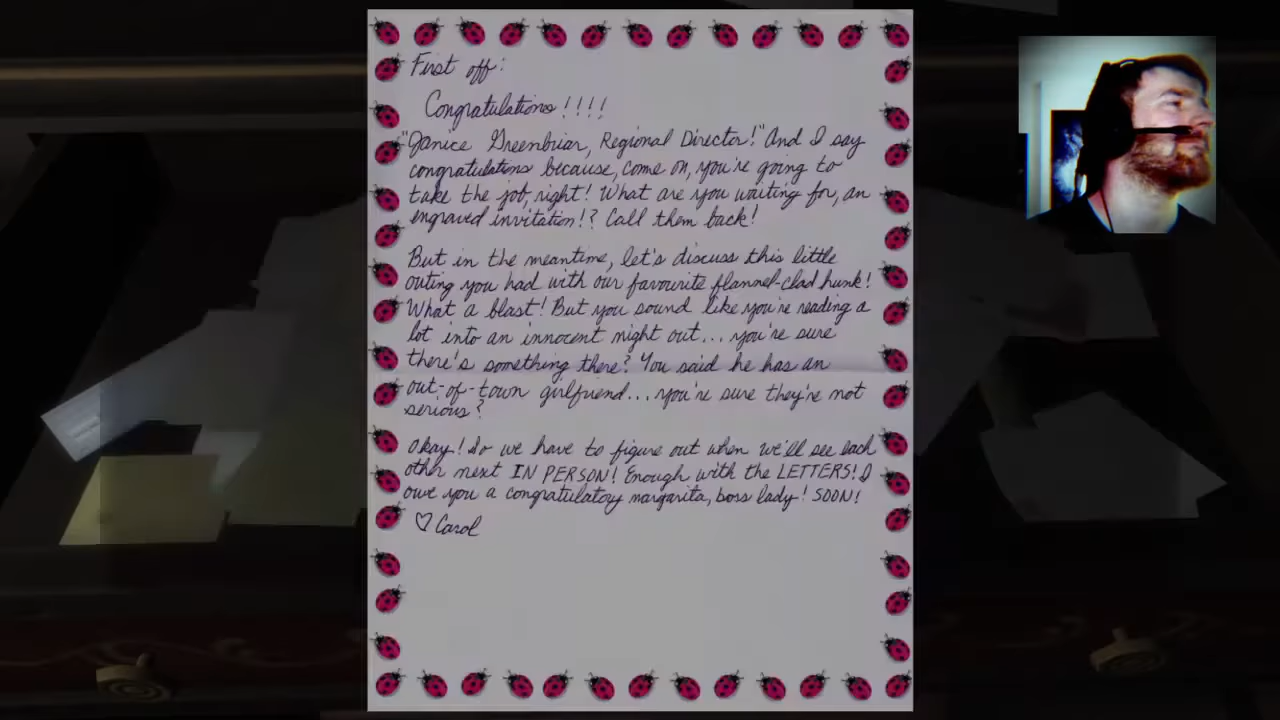 First off:
Congratulations!!!!
"Janice Greenbriar, Regional Director!" And I say
congratulations because, come on, you're going to
take the job, right! What are you waiting for, an
engraved invitation!? Call them back!
But in the meantime, let's discuss this little
outing you had with our favourite flannel-clad hunk!
What a blast! But you sound like you're reading a
lot into an innocent night out... you're sure
there's something there? You said he has an
out-of-town girlfriend... you're sure they're not
serious?
Okay! So we have to figure out when we'll see each
other next IN PERSON! Enough with the LETTERS! I
owe you a congratulatory margarita, boss lady! SOON!
♡ Carol